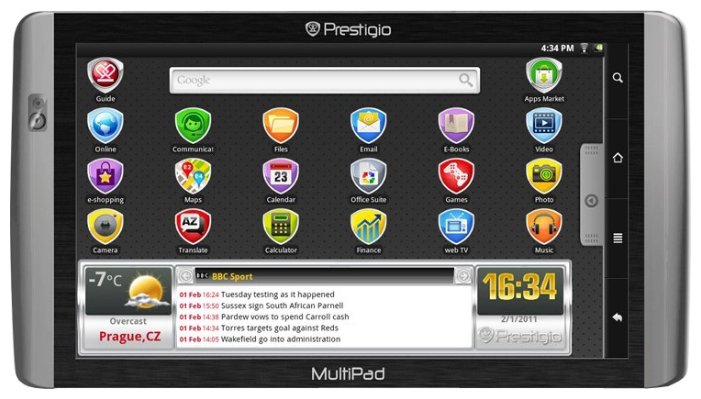 Prestigio
4:34 PM
Google
Guide
Apps Market
Online
Communicat
Files
Email
E-Books
Video
e-shopping
Maps
Calendar
Office Suite
Games
Photo
82
84
23
Camera
Translate
Calculator
Finance
web TV
Music
AZ
-7°C
Overcast
Prague,CZ
BBC BBC Sport
01 Feb 16:24 Tuesday testing as it happened
01 Feb 15:50 Sussex sign South African Parnell
01 Feb 14:38 Pardew vows to spend Carroll cash
01 Feb 14:34 Torres targets goal against Reds
01 Feb 14:05 Wakefield go into administration
16:34
2/1/2011
Prestigio
MultiPad